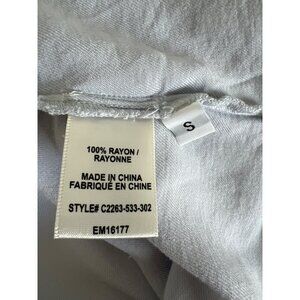 100% RAYON /
RAYONNE
MADE IN CHINA
FABRIQUÉ EN CHINE
STYLE# C2263-533-302
EM16177
S